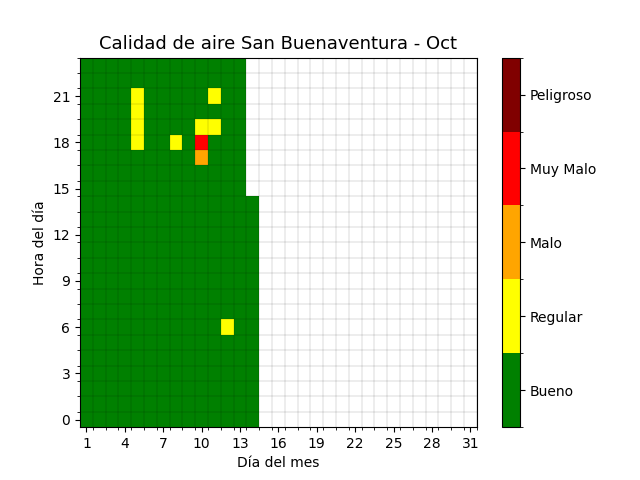 Calidad de aire San Buenaventura - Oct
Hora del día
21
18
15
12
9
6
3
0
1 4 7 10 13 16 19 22 25 28 31
Día del mes
Peligroso
Muy Malo
Malo
Regular
Bueno